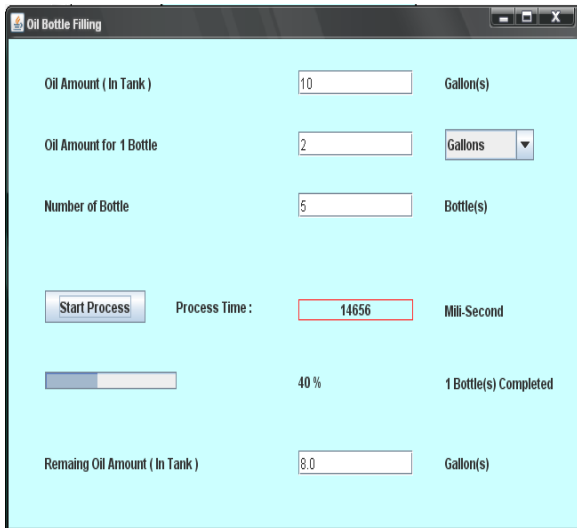 Oil Bottle Filling
Oil Amount ( In Tank ) 10 Gallon(s)
Oil Amount for 1 Bottle 2 Gallons
Number of Bottle 5 Bottle(s)
Start Process Process Time : 14656 Mili-Second
40 % 1 Bottle(s) Completed
Remaing Oil Amount ( In Tank ) 8.0 Gallon(s)